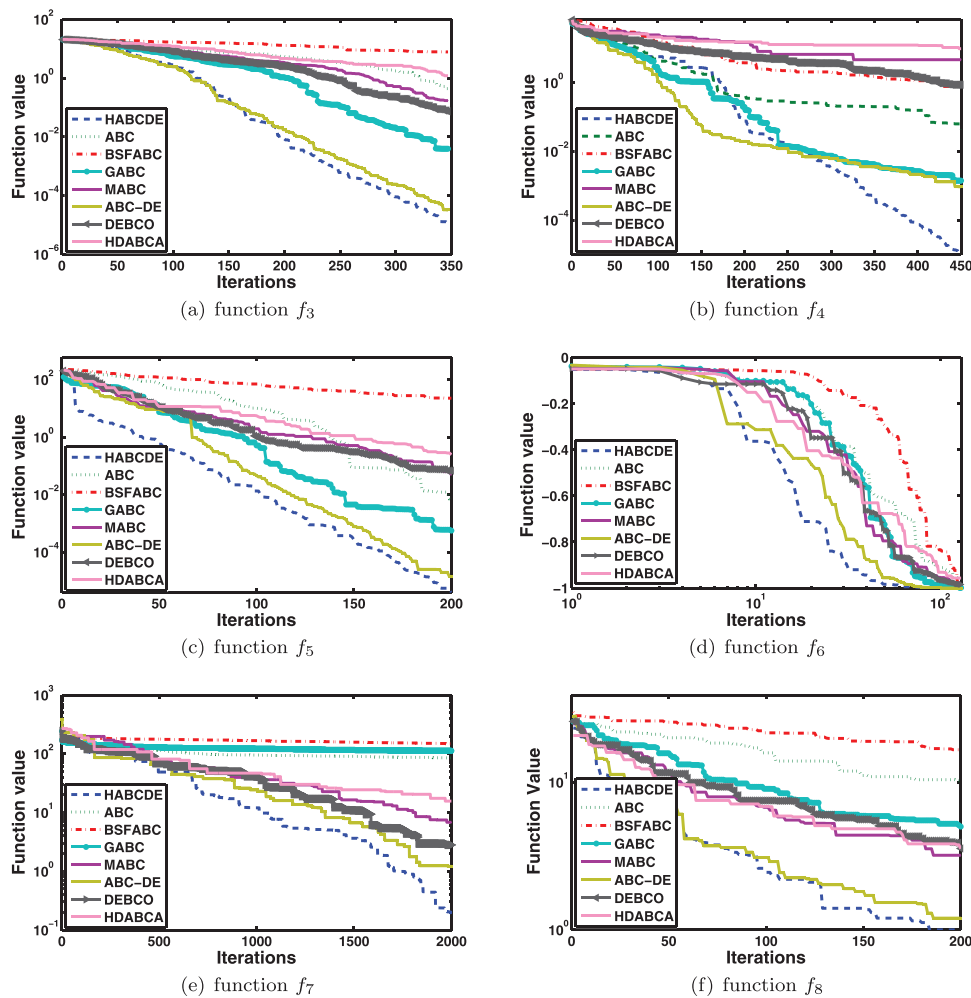 10^2
10^0
10^-2
10^-4
10^-6
Function value
HABCDE
ABC
BSFABC
GABC
MABC
ABC-DE
DEBCO
HDABCA
0 50 100 150 200 250 300 350
Iterations
(a) function f_3
10^0
10^-2
10^-4
Function value
HABCDE
ABC
BSFABC
GABC
MABC
ABC-DE
DEBCO
HDABCA
0 50 100 150 200 250 300 350 400 450
Iterations
(b) function f_4
10^2
10^0
10^-2
10^-4
Function value
HABCDE
ABC
BSFABC
GABC
MABC
ABC-DE
DEBCO
HDABCA
0 50 100 150 200
Iterations
(c) function f_5
0
-0.2
-0.4
-0.6
-0.8
-1
Function value
HABCDE
ABC
BSFABC
GABC
MABC
ABC-DE
DEBCO
HDABCA
10^0 10^1 10^2
Iterations
(d) function f_6
10^3
10^2
10^1
10^0
10^-1
Function value
HABCDE
ABC
BSFABC
GABC
MABC
ABC-DE
DEBCO
HDABCA
0 500 1000 1500 2000
Iterations
(e) function f_7
10^1
10^0
Function value
HABCDE
ABC
BSFABC
GABC
MABC
ABC-DE
DEBCO
HDABCA
0 50 100 150 200
Iterations
(f) function f_8